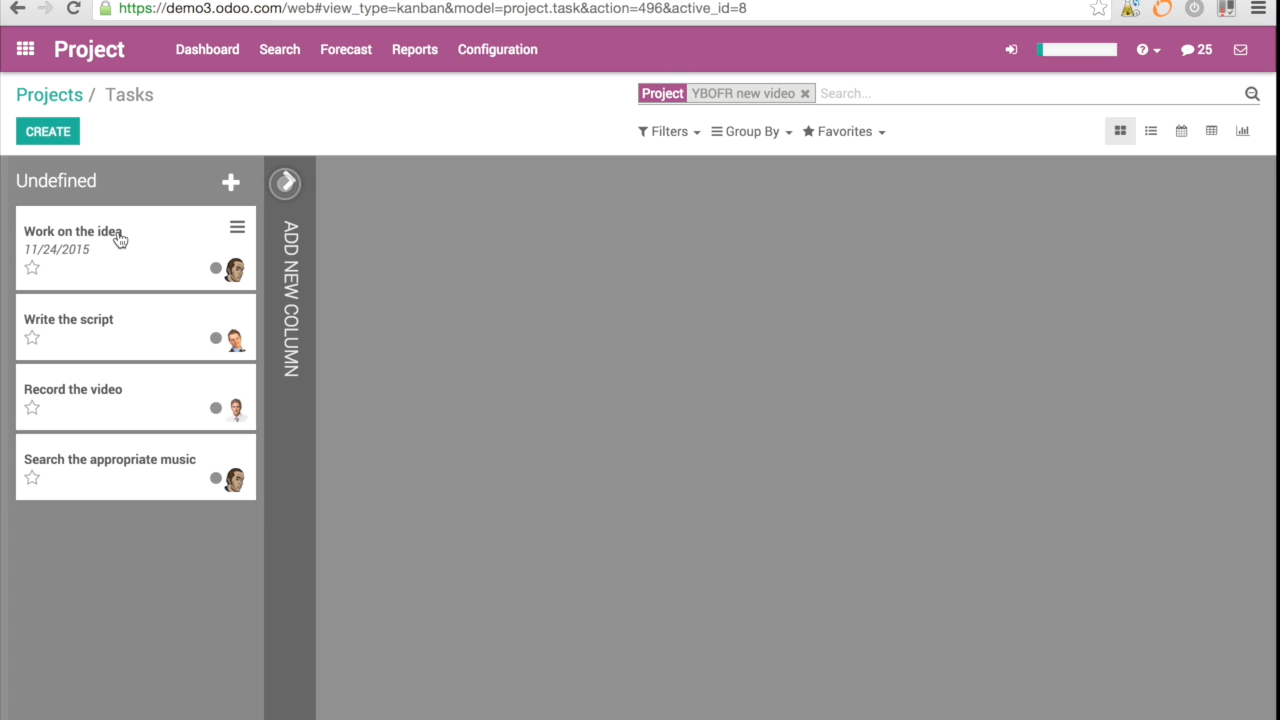 https://demo3.odoo.com/web#view_type=kanban&model=project.task&action=496&active_id=8
Project
Dashboard
Search
Forecast
Reports
Configuration
25
Projects / Tasks
Project YBOFR new video × Search...
CREATE
Filters
Group By
Favorites
Undefined
ADD NEW COLUMN
Work on the idea
11/24/2015
Write the script
Record the video
Search the appropriate music